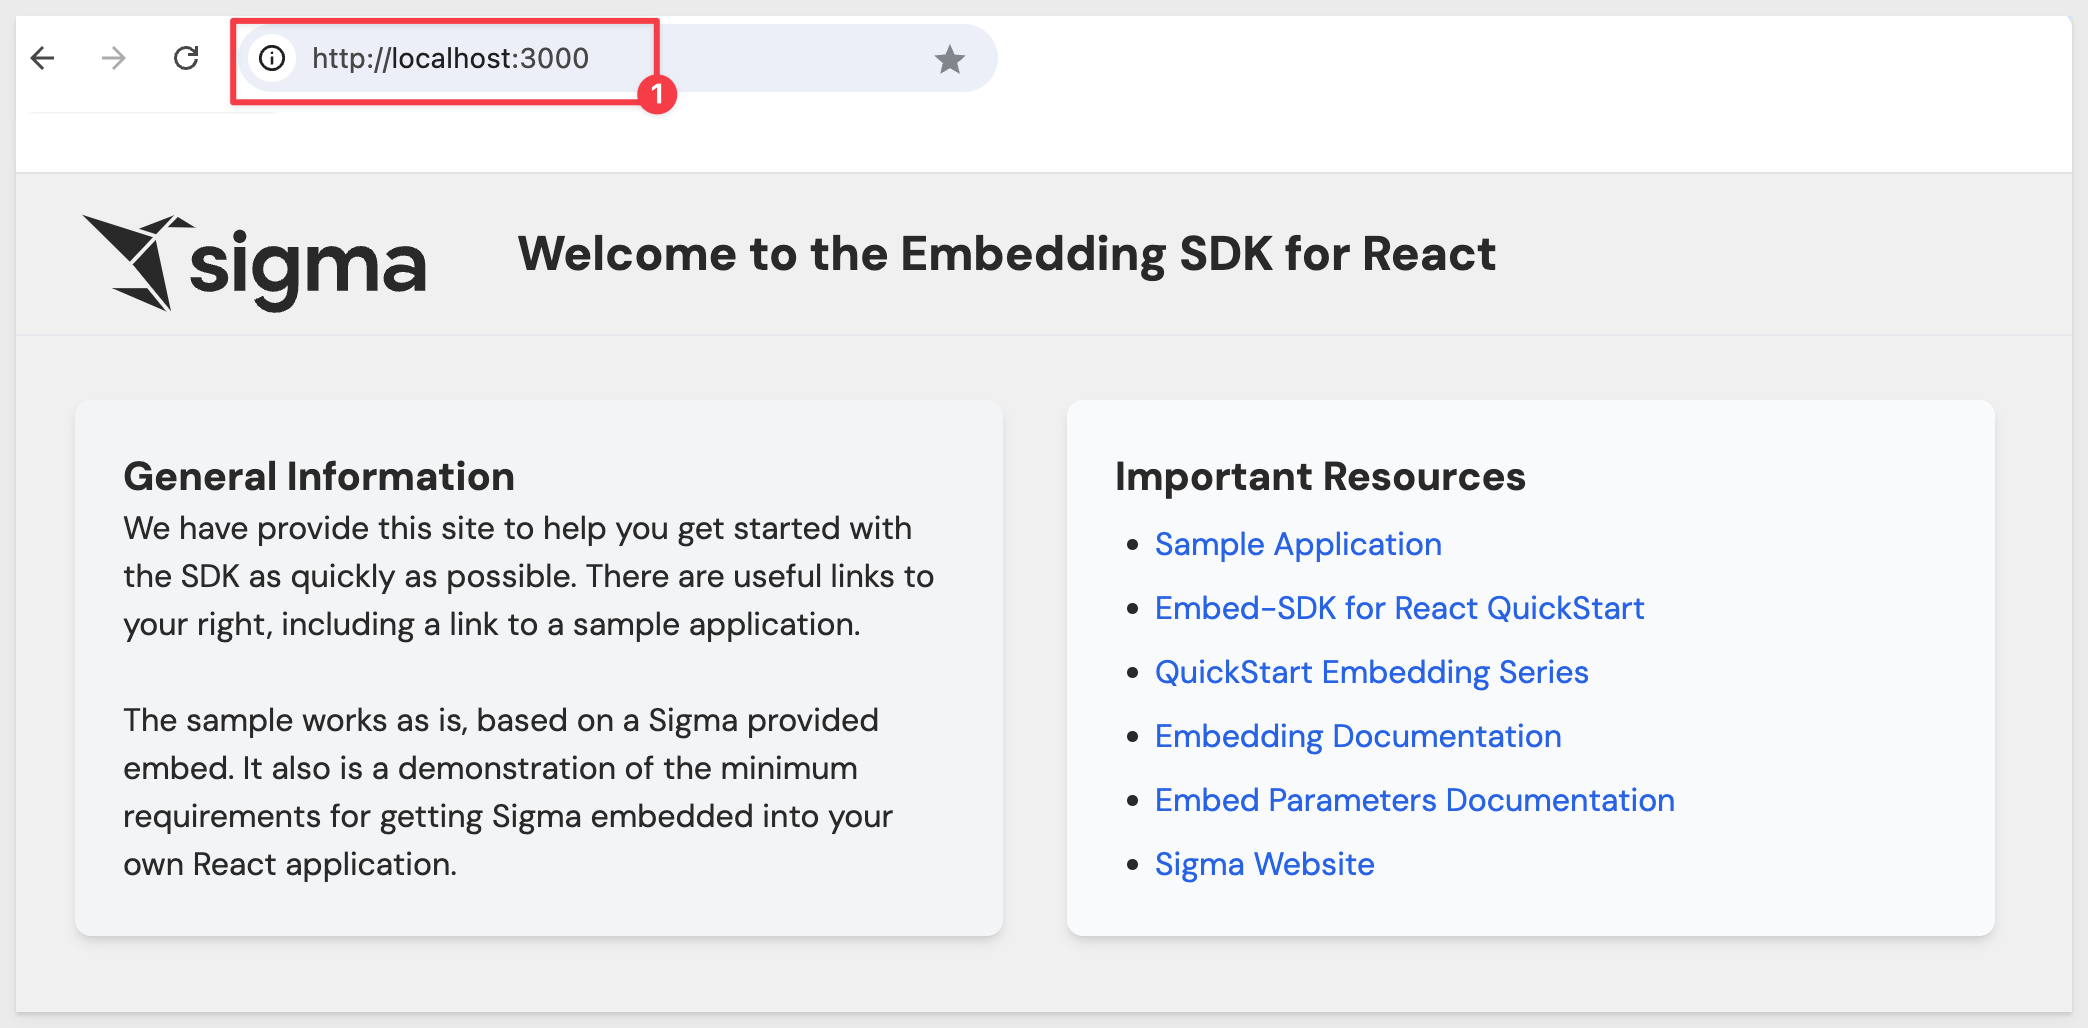 http://localhost:3000
1
sigma
Welcome to the Embedding SDK for React
General Information
We have provide this site to help you get started with
the SDK as quickly as possible. There are useful links to
your right, including a link to a sample application.
The sample works as is, based on a Sigma provided
embed. It also is a demonstration of the minimum
requirements for getting Sigma embedded into your
own React application.
Important Resources
Sample Application
Embed-SDK for React QuickStart
QuickStart Embedding Series
Embedding Documentation
Embed Parameters Documentation
Sigma Website